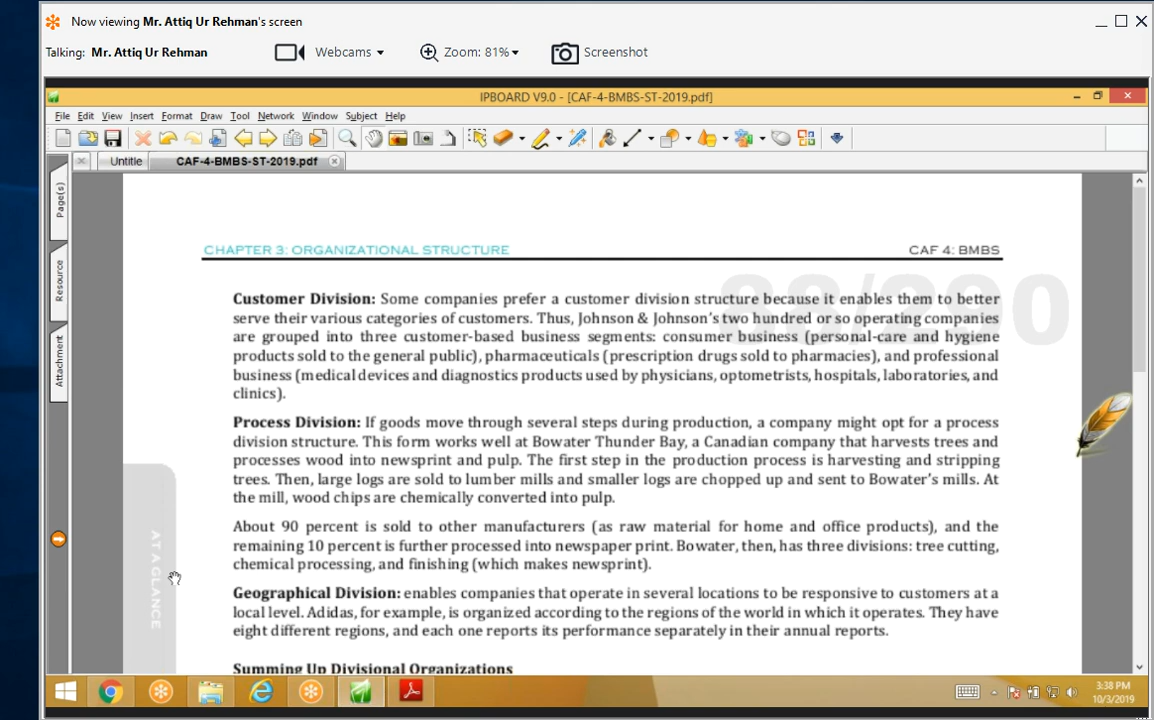 Now viewing Mr. Attiq Ur Rehman's screen
Talking: Mr. Attiq Ur Rehman Webcams Zoom: 81% Screenshot
IPBOARD V9.0 - [CAF-4-BMBS-ST-2019.pdf]
File Edit View Insert Format Draw Tool Network Window Subject Help
Untitle CAF-4-BMBS-ST-2019.pdf
Page(s)
Resource
Attachment
CHAPTER 3: ORGANIZATIONAL STRUCTURE CAF 4: BMBS
88/290
Customer Division: Some companies prefer a customer division structure because it enables them to better
serve their various categories of customers. Thus, Johnson & Johnson's two hundred or so operating companies
are grouped into three customer-based business segments: consumer business (personal-care and hygiene
products sold to the general public), pharmaceuticals (prescription drugs sold to pharmacies), and professional
business (medical devices and diagnostics products used by physicians, optometrists, hospitals, laboratories, and
clinics).
Process Division: If goods move through several steps during production, a company might opt for a process
division structure. This form works well at Bowater Thunder Bay, a Canadian company that harvests trees and
processes wood into newsprint and pulp. The first step in the production process is harvesting and stripping
trees. Then, large logs are sold to lumber mills and smaller logs are chopped up and sent to Bowater's mills. At
the mill, wood chips are chemically converted into pulp.
About 90 percent is sold to other manufacturers (as raw material for home and office products), and the
remaining 10 percent is further processed into newspaper print. Bowater, then, has three divisions: tree cutting,
chemical processing, and finishing (which makes newsprint).
AT A GLANCE
Geographical Division: enables companies that operate in several locations to be responsive to customers at a
local level. Adidas, for example, is organized according to the regions of the world in which it operates. They have
eight different regions, and each one reports its performance separately in their annual reports.
Summing Up Divisional Organizations
3:38 PM
10/3/2019